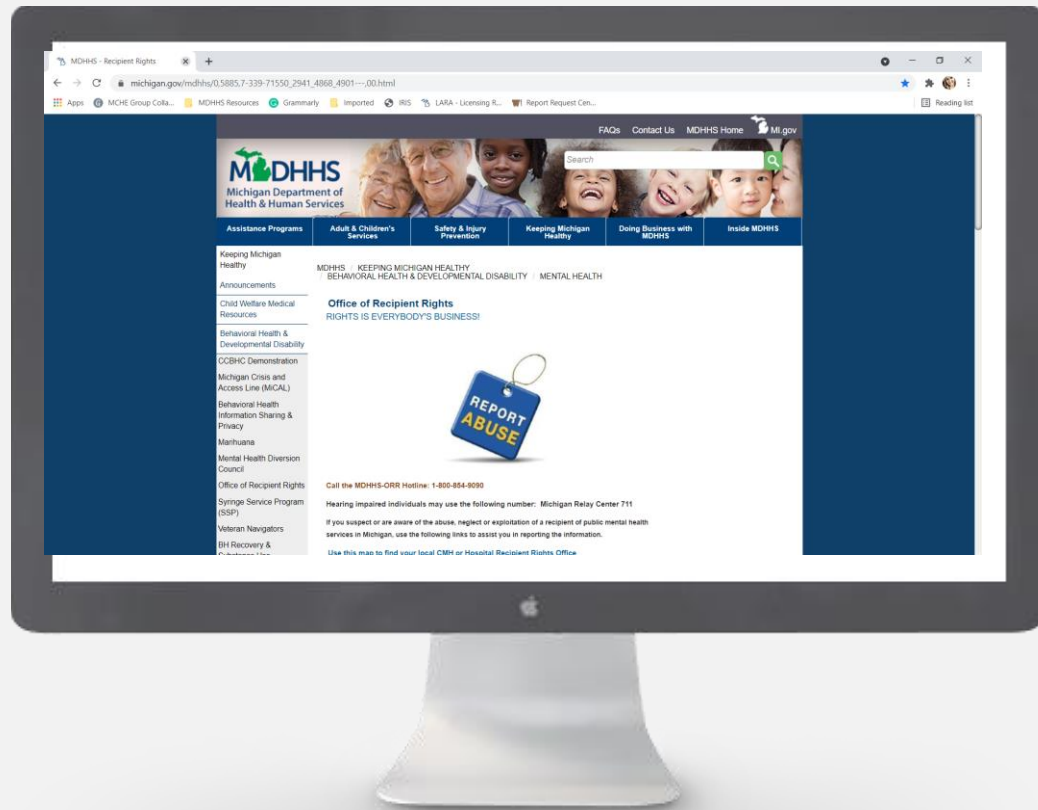 MDHHS - Recipient Rights
michigan.gov/mdhhs/0,5885,7-339-71550_2941_4868_4901---,00.html
Apps MCHE Group Colla... MDHHS Resources Grammarly Imported IRIS LARA - Licensing R... Report Request Cen... Reading list
FAQs Contact Us MDHHS Home MI.gov
MDHHS
Michigan Department of
Health & Human Services
Search
Assistance Programs
Adult & Children's
Services
Safety & Injury
Prevention
Keeping Michigan
Healthy
Doing Business with
MDHHS
Inside MDHHS
Keeping Michigan
Healthy
Announcements
Child Welfare Medical
Resources
Behavioral Health &
Developmental Disability
CCBHC Demonstration
Michigan Crisis and
Access Line (MiCAL)
Behavioral Health
Information Sharing &
Privacy
Marihuana
Mental Health Diversion
Council
Office of Recipient Rights
Syringe Service Program
(SSP)
Veteran Navigators
BH Recovery &
MDHHS / KEEPING MICHIGAN HEALTHY
/ BEHAVIORAL HEALTH & DEVELOPMENTAL DISABILITY / MENTAL HEALTH
Office of Recipient Rights
RIGHTS IS EVERYBODY'S BUSINESS!
REPORT
ABUSE
Call the MDHHS-ORR Hotline: 1-800-854-9090
Hearing impaired individuals may use the following number: Michigan Relay Center 711
If you suspect or are aware of the abuse, neglect or exploitation of a recipient of public mental health
services in Michigan, use the following links to assist you in reporting the information.
Use this map to find your local CMH or Hospital Recipient Rights Office